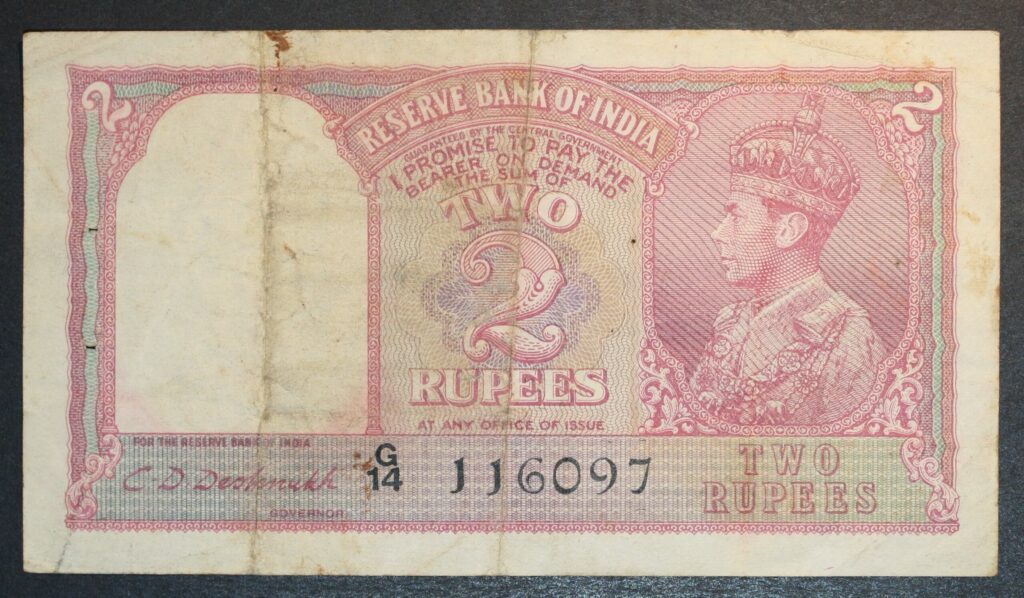 2 2
RESERVE BANK OF INDIA
GUARANTEED BY THE CENTRAL GOVERNMENT
I PROMISE TO PAY THE
BEARER ON DEMAND
THE SUM OF
TWO
2
RUPEES
AT ANY OFFICE OF ISSUE
FOR THE RESERVE BANK OF INDIA
C. D. Deshmukh
GOVERNOR
G
14 116097
TWO
RUPEES